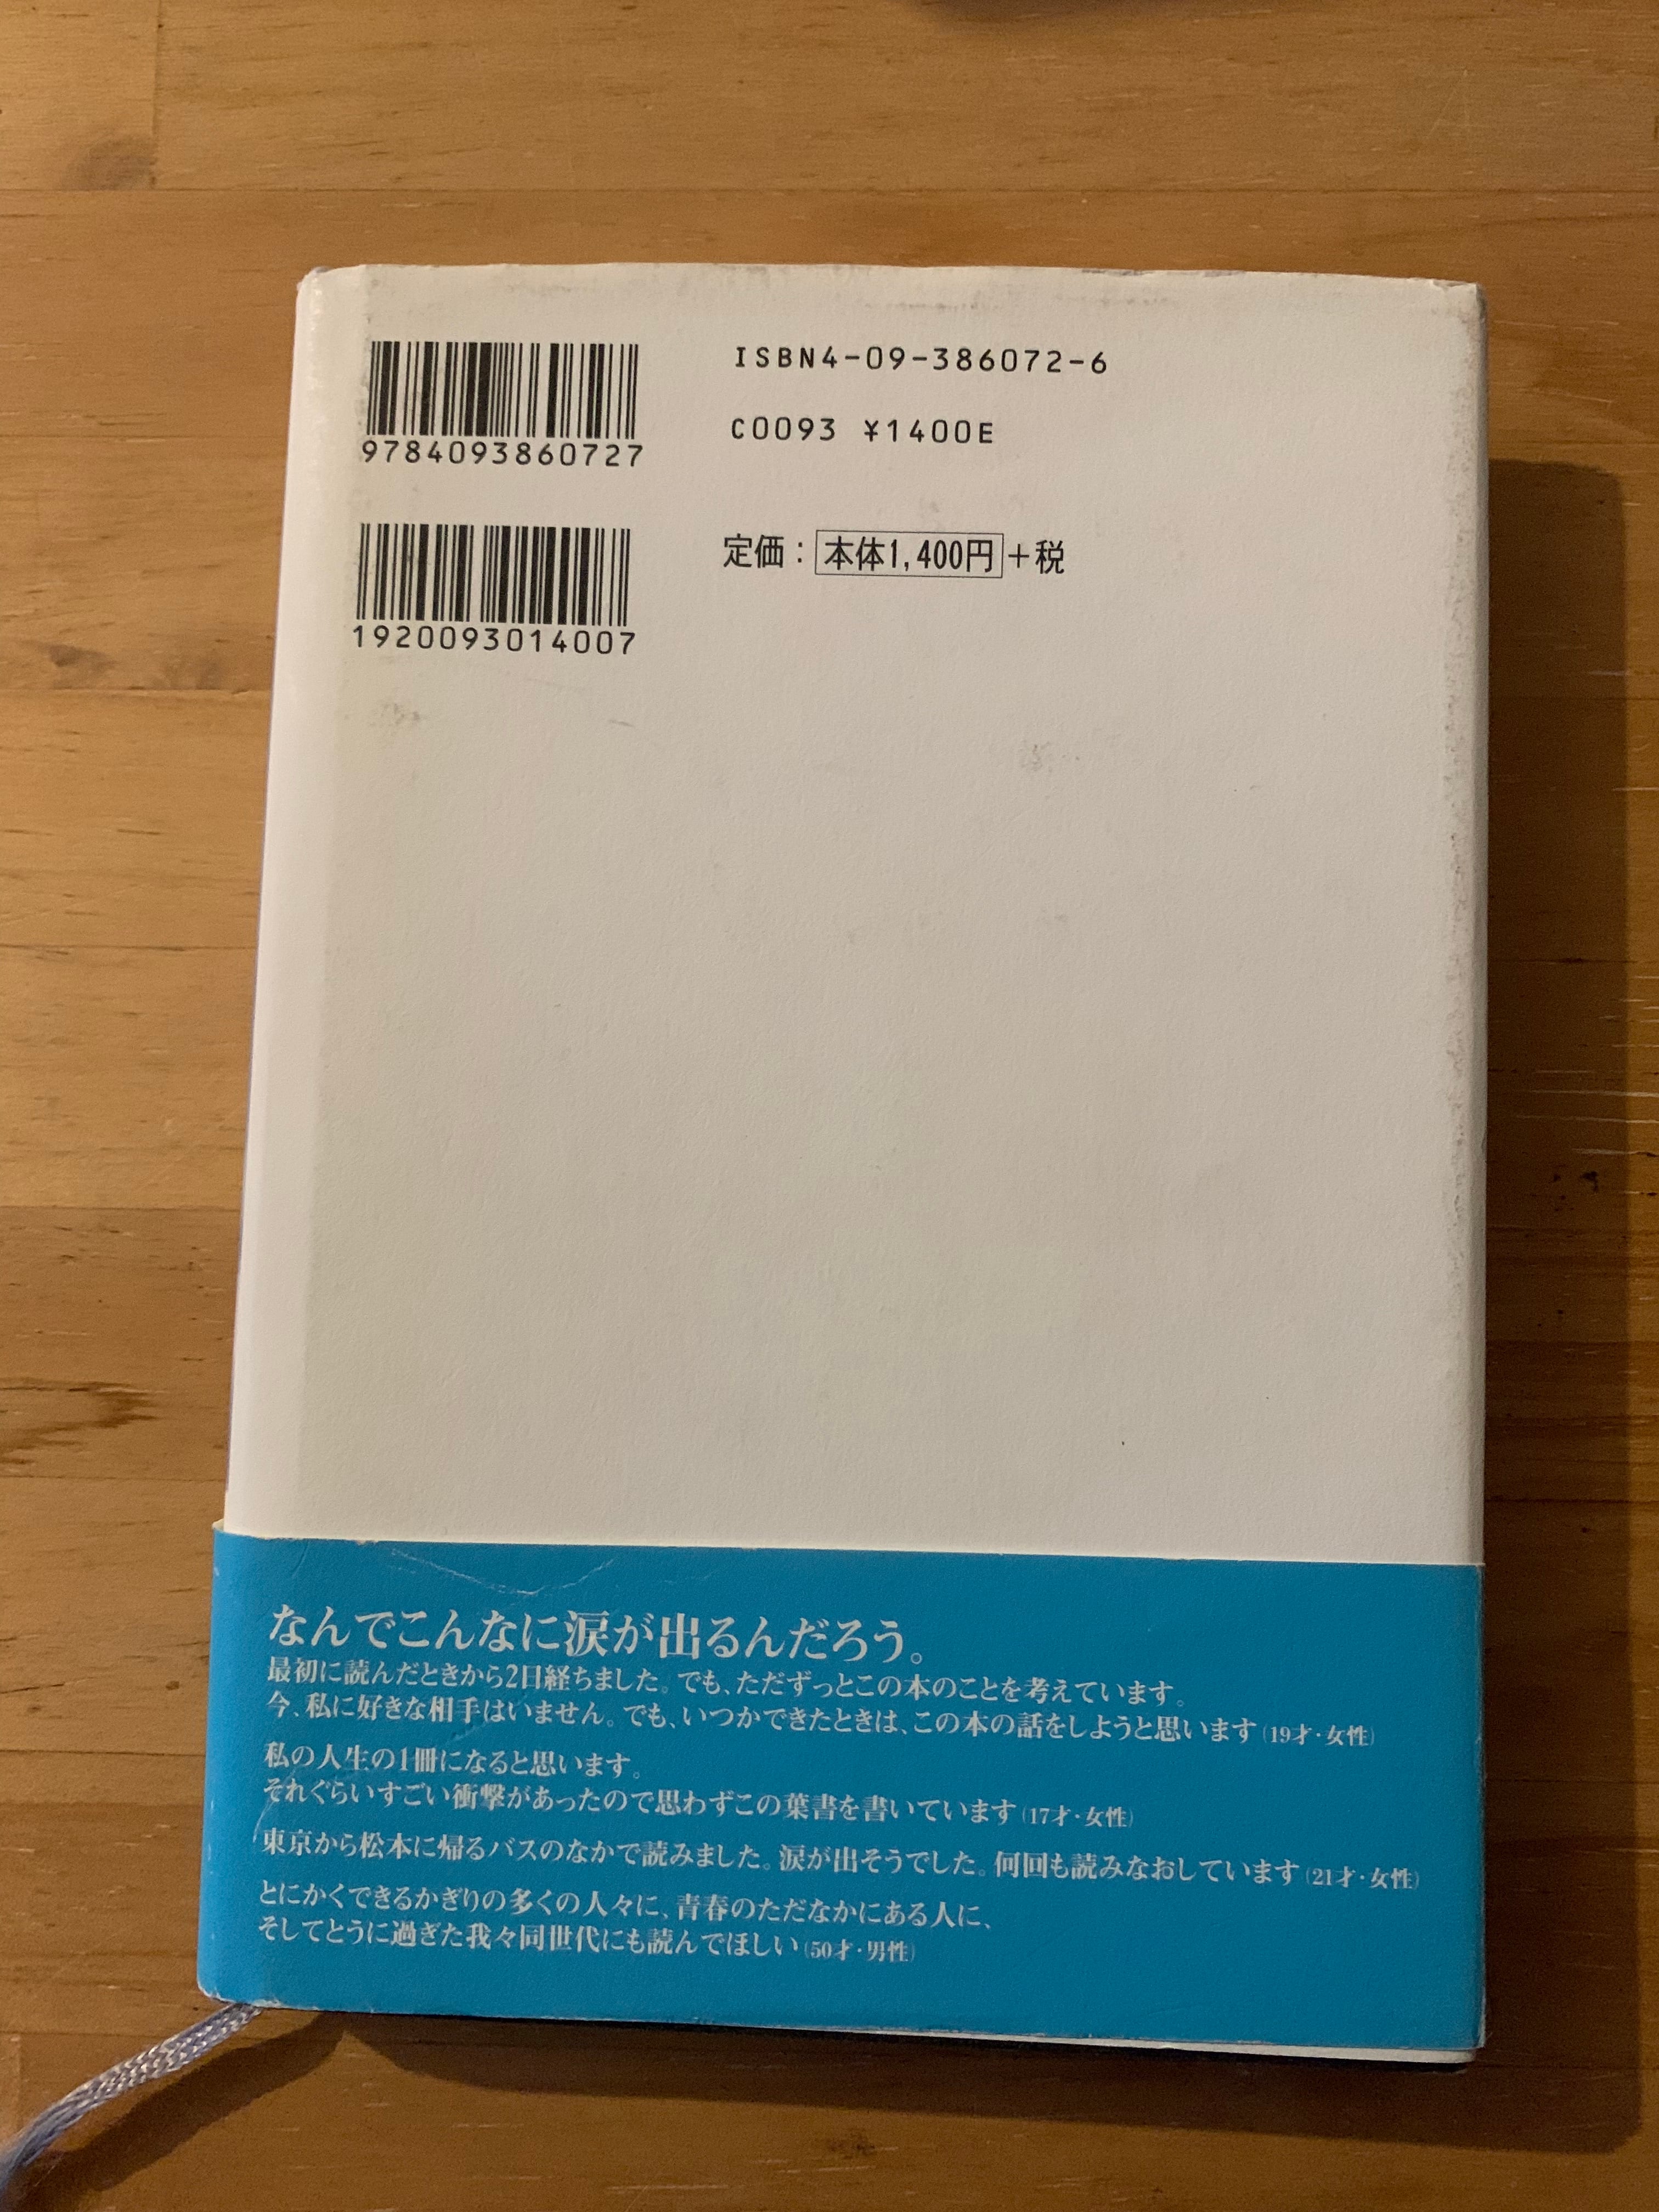 ISBN4-09-386072-6
9784093860727
C0093 ¥1400E
1920093014007
定価：本体1,400円＋税
なんでこんなに涙が出るんだろう。
最初に読んだときから2日経ちました。でも、ただずっとこの本のことを考えています。
今、私に好きな相手はいません。でも、いつかできたときは、この本の話をしようと思います（19才・女性）
私の人生の1冊になると思います。
それぐらいすごい衝撃があったので思わずこの葉書を書いています（17才・女性）
東京から松本に帰るバスのなかで読みました。涙が出そうでした。何回も読みなおしています（21才・女性）
とにかくできるかぎりの多くの人々に、青春のただなかにある人に、
そしてとうに過ぎた我々同世代にも読んでほしい（50才・男性）